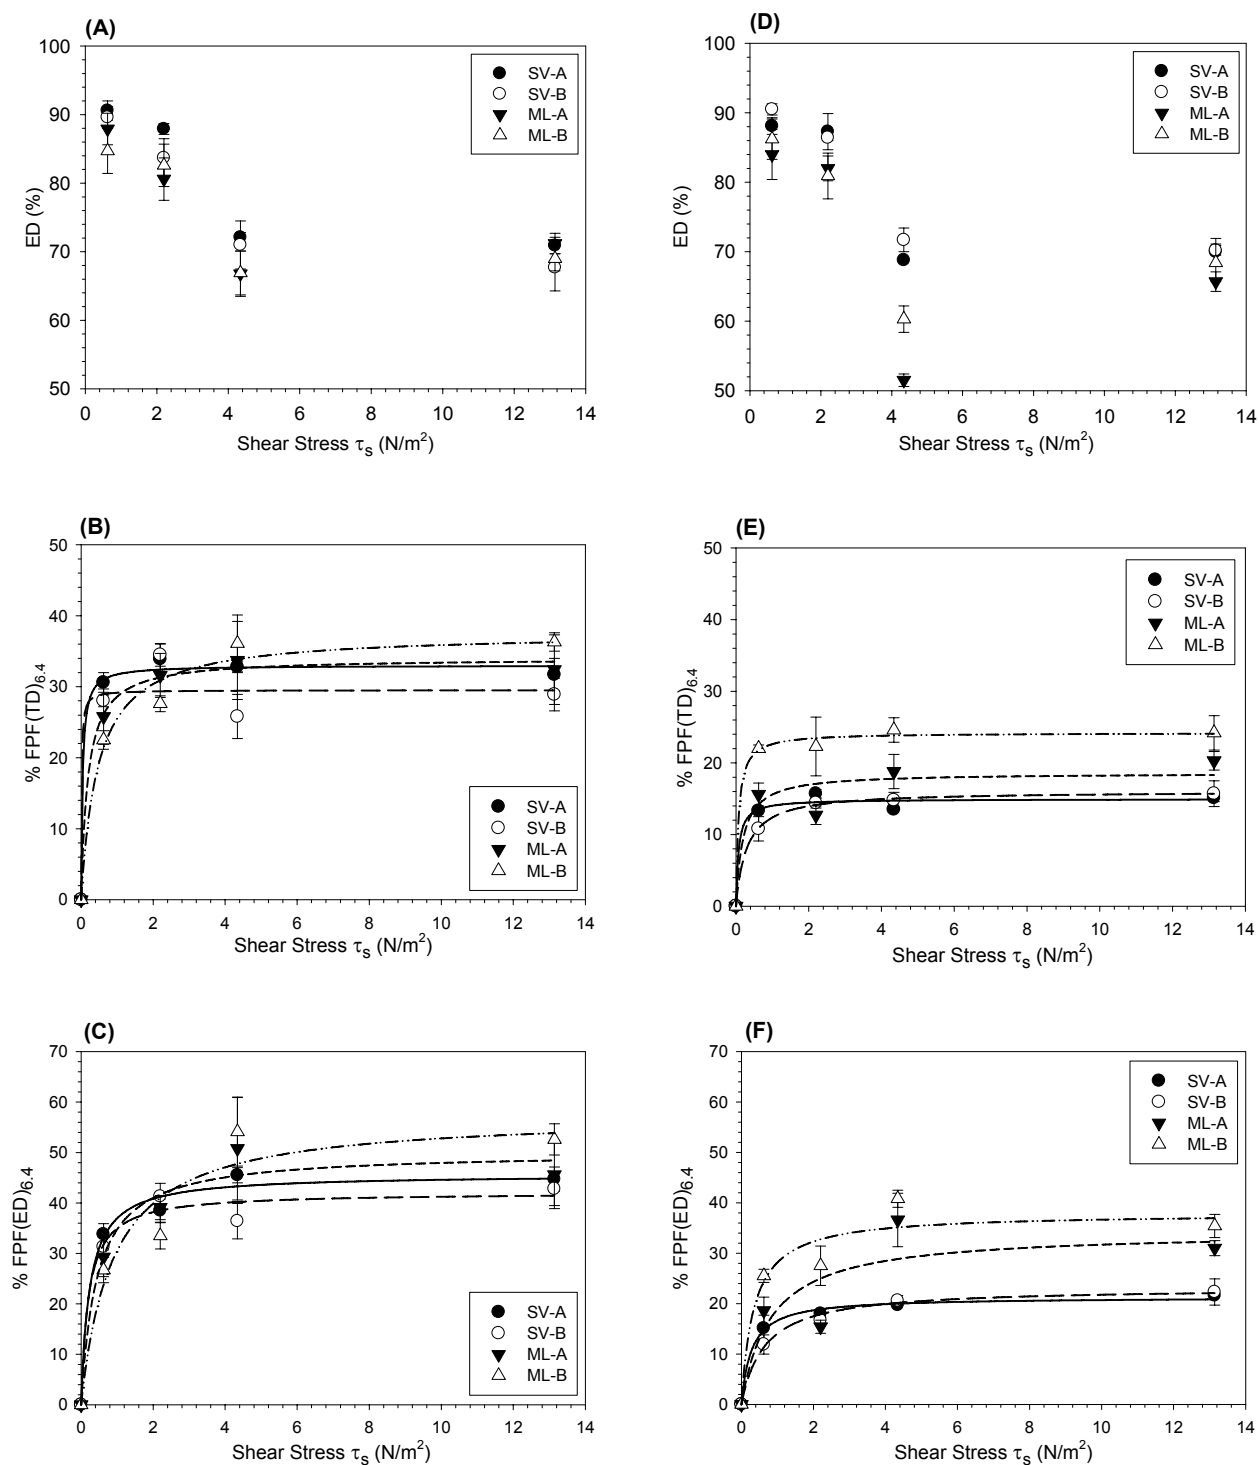 (A)
100
90
80
70
60
50
ED (%)
0 2 4 6 8 10 12 14
Shear Stress τs (N/m²)
SV-A
SV-B
ML-A
ML-B
(D)
100
90
80
70
60
50
ED (%)
0 2 4 6 8 10 12 14
Shear Stress τs (N/m²)
SV-A
SV-B
ML-A
ML-B
(B)
50
40
30
20
10
0
% FPF(TD)6.4
0 2 4 6 8 10 12 14
Shear Stress τs (N/m²)
SV-A
SV-B
ML-A
ML-B
(E)
50
40
30
20
10
0
% FPF(TD)6.4
0 2 4 6 8 10 12 14
Shear Stress τs (N/m²)
SV-A
SV-B
ML-A
ML-B
(C)
70
60
50
40
30
20
10
0
% FPF(ED)6.4
0 2 4 6 8 10 12 14
Shear Stress τs (N/m²)
SV-A
SV-B
ML-A
ML-B
(F)
70
60
50
40
30
20
10
0
% FPF(ED)6.4
0 2 4 6 8 10 12 14
Shear Stress τs (N/m²)
SV-A
SV-B
ML-A
ML-B